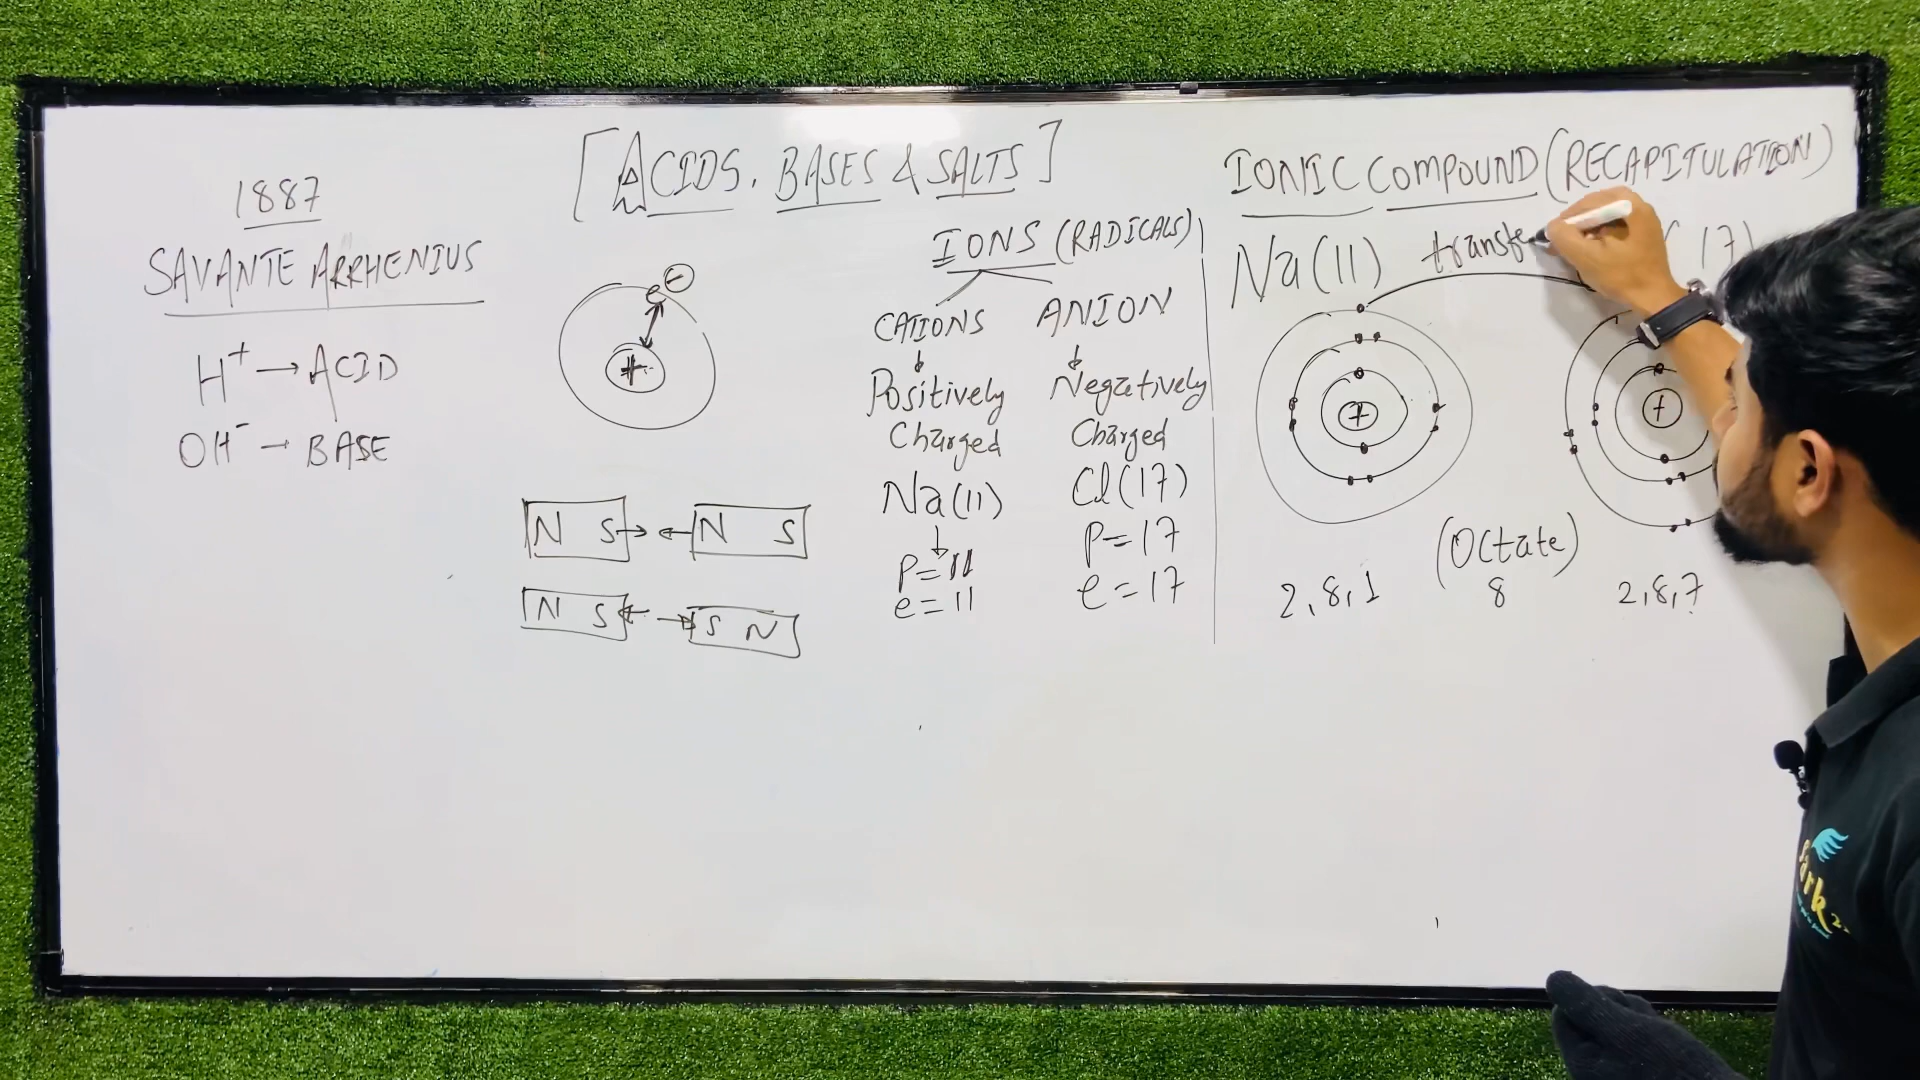 [ACIDS, BASES & SALTS]
1887
SAVANTE ARRHENIUS
H+ → ACID
OH- → BASE
e-
+
N S → ← N S
N S ← → S N
IONS (RADICALS)
CATIONS
Positively
Charged
Na(11)
P=11
e=11
ANION
Negatively
Charged
Cl(17)
P=17
e=17
IONIC COMPOUND (RECAPITULATION)
Na(11) transfe (17)
+ +
(Octate)
2,8,1 8 2,8,7